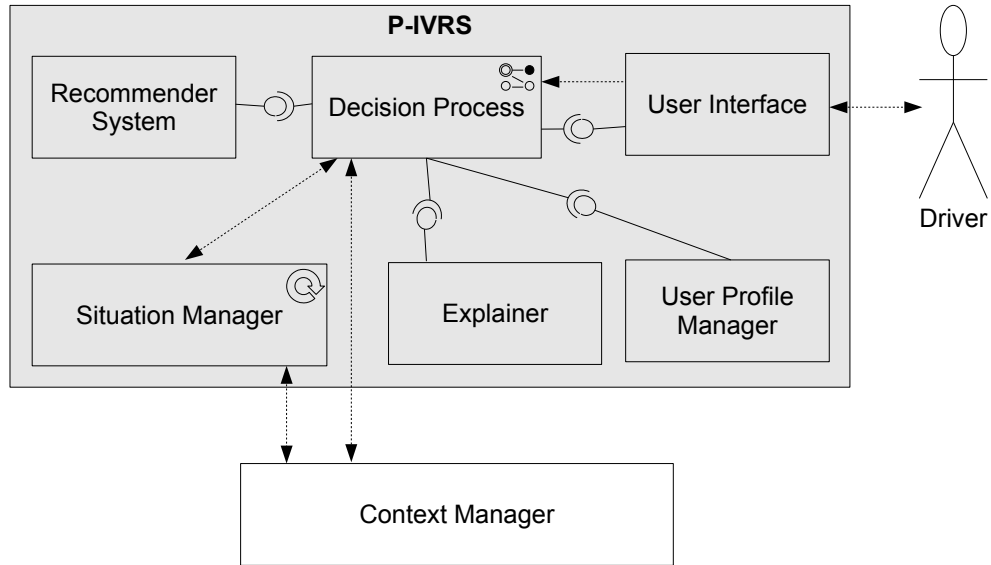 P-IVRS
Recommender
System
Decision Process
User Interface
Driver
Situation Manager
Explainer
User Profile
Manager
Context Manager